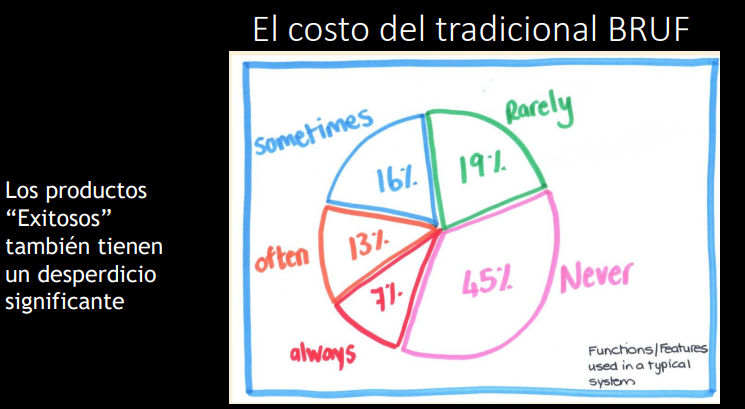 El costo del tradicional BRUF
Los productos
“Exitosos”
también tienen
un desperdicio
significante
sometimes
16%
Rarely
19%
often
13%
7%
always
45%
Never
Functions/Features
used in a typical
system